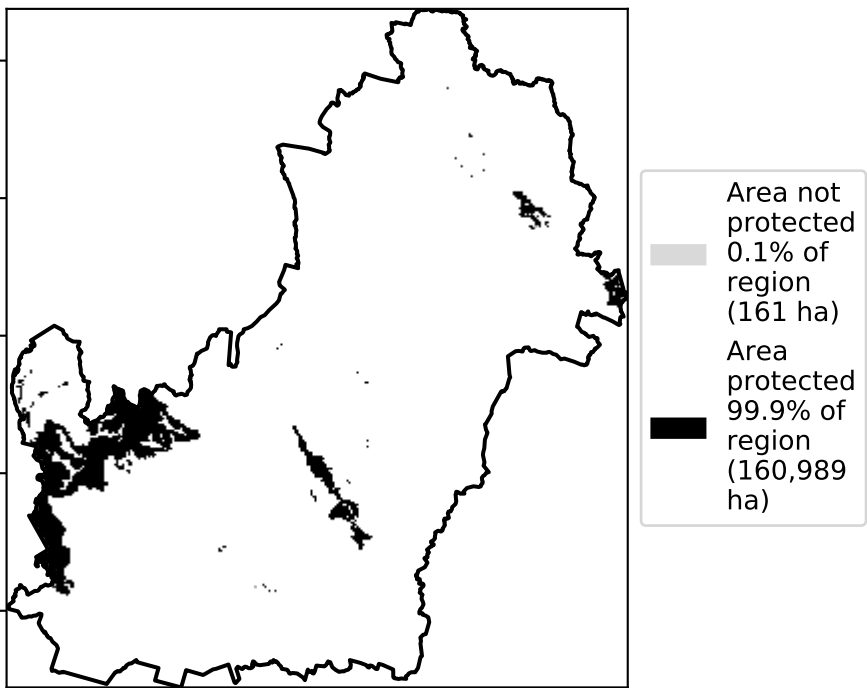 Area not
protected
0.1% of
region
(161 ha)
Area
protected
99.9% of
region
(160,989
ha)